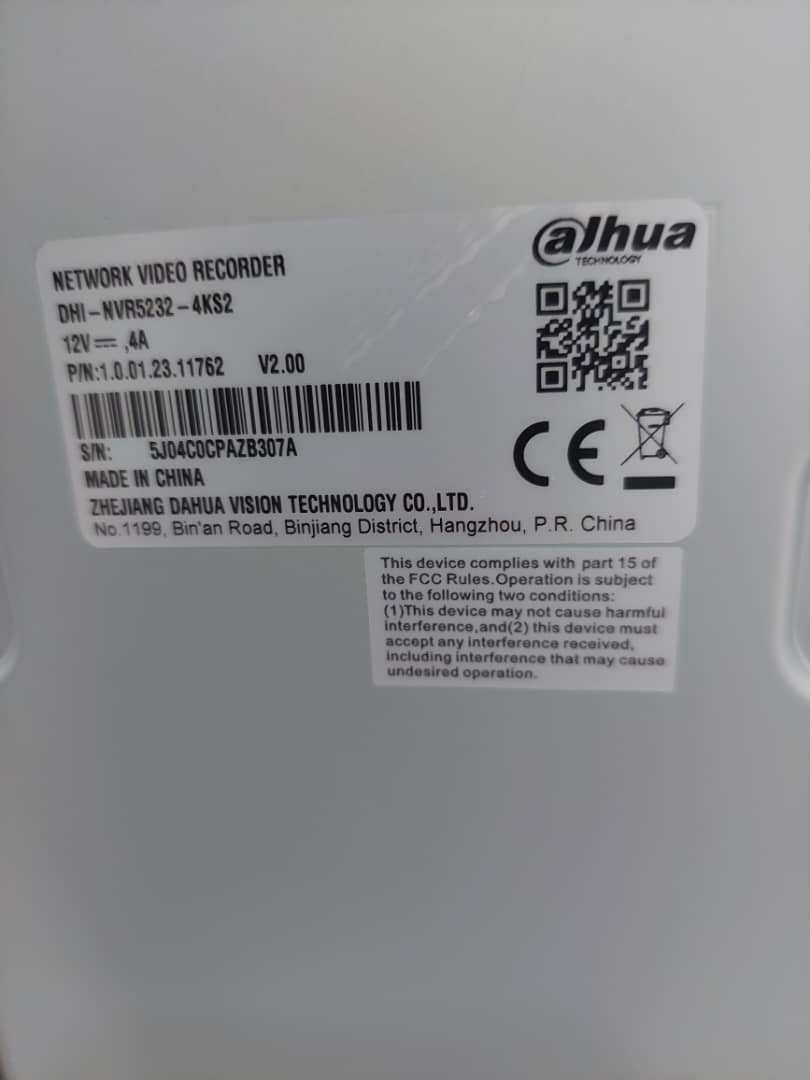 alhua
TECHNOLOGY
NETWORK VIDEO RECORDER
DHI-NVR5232-4KS2
12V⎓,4A
P/N:1.0.01.23.11762 V2.00
S/N: 5J04C0CPAZB307A
MADE IN CHINA
ZHEJIANG DAHUA VISION TECHNOLOGY CO.,LTD.
No.1199, Bin'an Road, Binjiang District, Hangzhou, P.R. China
CE
This device complies with part 15 of
the FCC Rules.Operation is subject
to the following two conditions:
(1)This device may not cause harmful
interference,and(2) this device must
accept any interference received,
including interference that may cause
undesired operation.